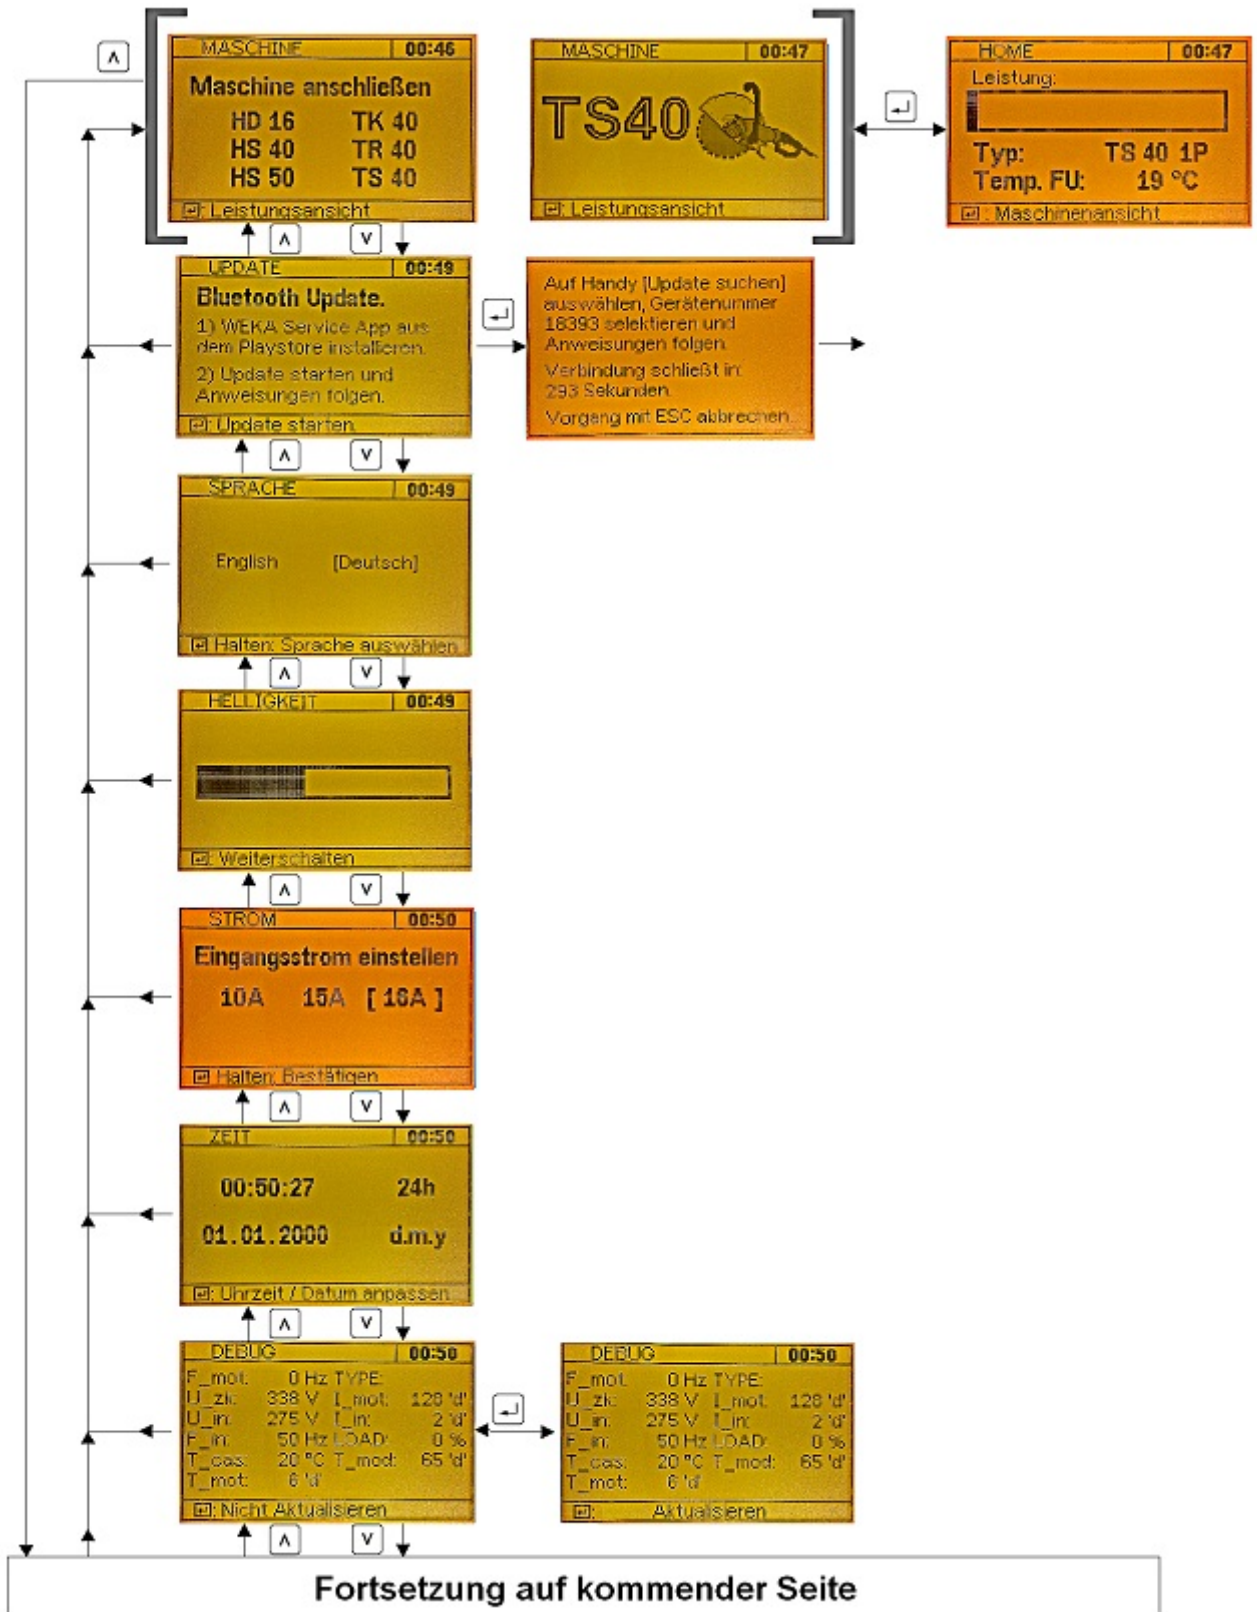 MASCHINE 00:46
Maschine anschließen
HD 16 TK 40
HS 40 TR 40
HS 50 TS 40
Leistungsansicht
MASCHINE 00:47
TS40
Leistungsansicht
HOME 00:47
Leistung:
Typ: TS 40 1P
Temp. FU: 19 °C
: Maschinenansicht
UPDATE 00:49
Bluetooth Update.
1) WEKA Service App aus
dem Playstore installieren.
2) Update starten und
Anweisungen folgen.
: Update starten.
Auf Handy [Update suchen]
auswählen, Gerätenummer
18393 selektieren und
Anweisungen folgen.
Verbindung schließt in:
293 Sekunden.
Vorgang mit ESC abbrechen.
SPRACHE 00:49
English [Deutsch]
Halten: Sprache auswählen
HELLIGKEIT 00:49
: Weiterschalten
STROM 00:50
Eingangsstrom einstellen
10A 15A [ 16A ]
Halten: Bestätigen
ZEIT 00:50
00:50:27 24h
01.01.2000 d.m.y
: Uhrzeit / Datum anpassen
DEBUG 00:50
F_mot: 0 Hz TYPE:
U_zk: 338 V I_mot: 128 'd'
U_in: 275 V I_in: 2 'd'
F_in: 50 Hz LOAD: 0 %
T_cas: 20 °C T_mod: 65 'd'
T_mot: 6 'd'
: Nicht Aktualisieren
DEBUG 00:50
F_mot: 0 Hz TYPE:
U_zk: 338 V I_mot: 128 'd'
U_in: 275 V I_in: 2 'd'
F_in: 50 Hz LOAD: 0 %
T_cas: 20 °C T_mod: 65 'd'
T_mot: 6 'd'
: Aktualisieren
Fortsetzung auf kommender Seite